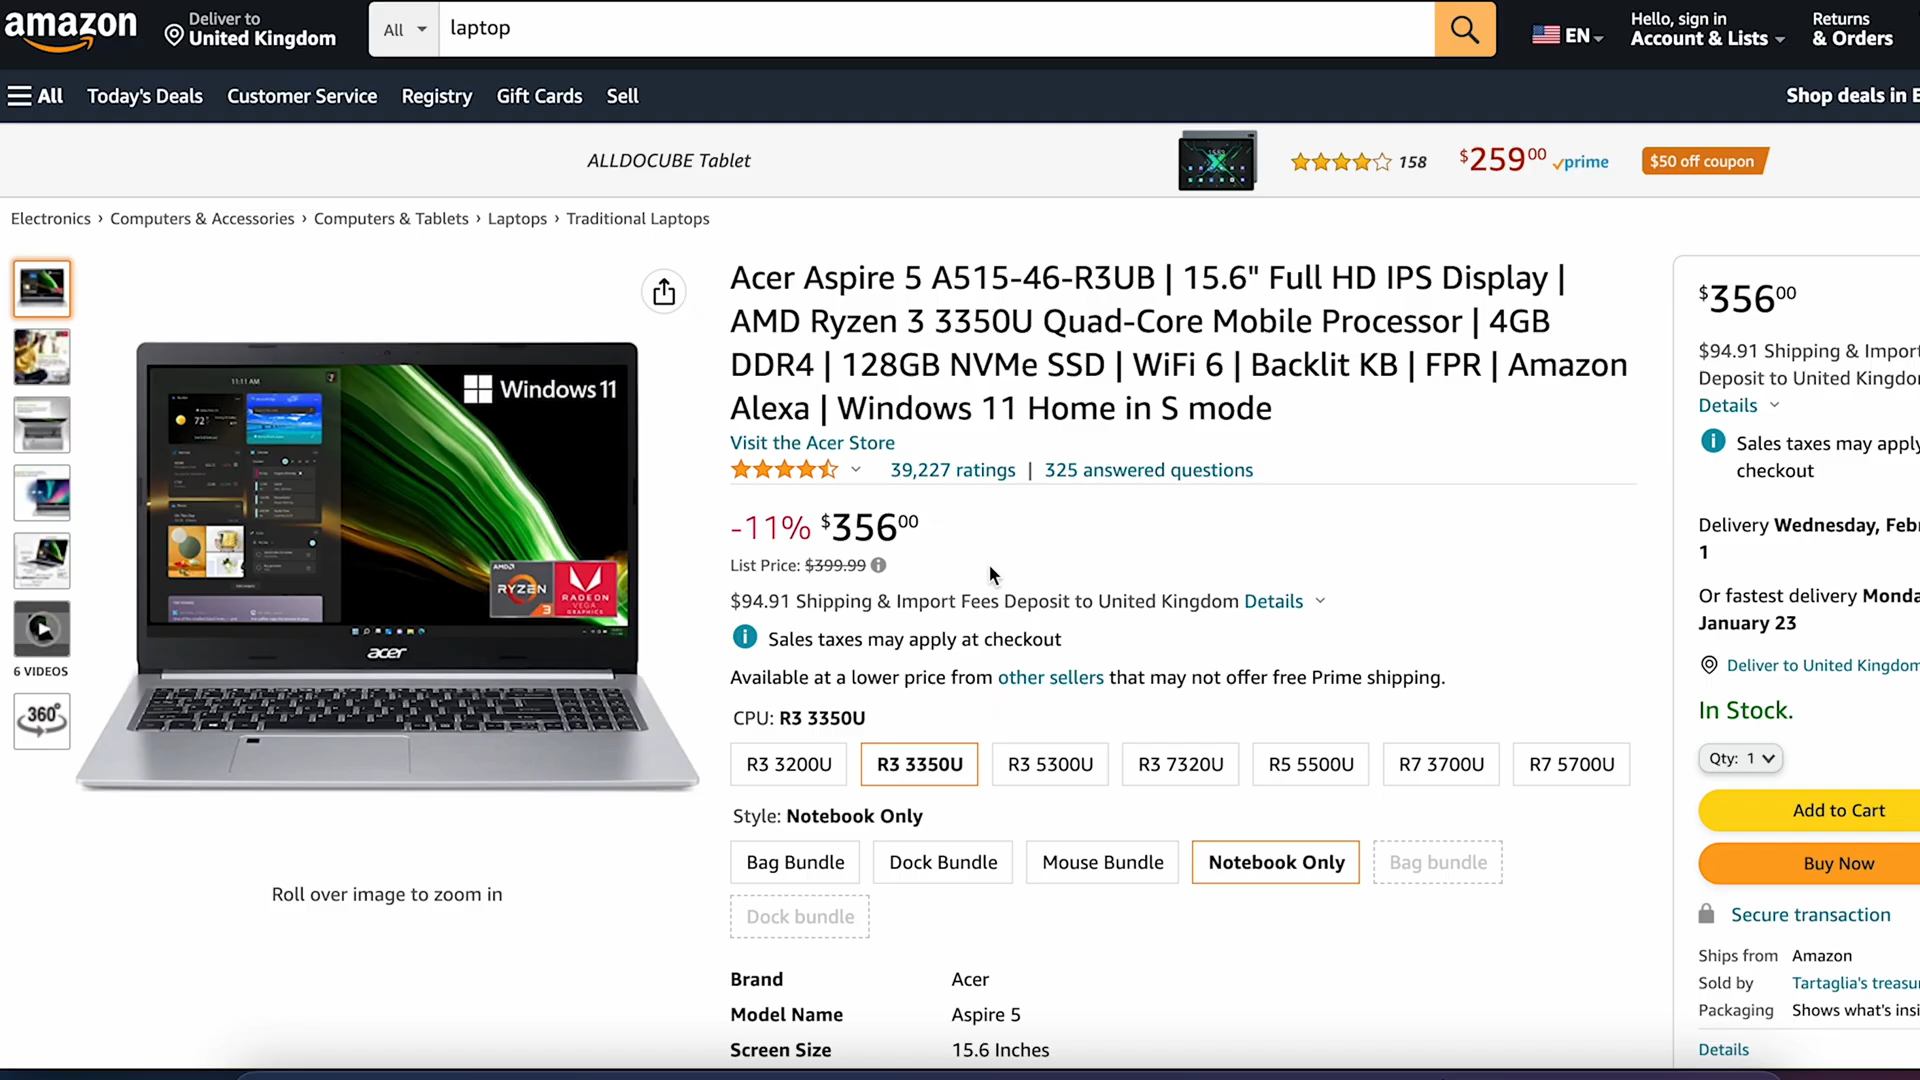 amazon
Deliver to
United Kingdom
All
laptop
EN
Hello, sign in
Account & Lists
Returns
& Orders
All
Today's Deals
Customer Service
Registry
Gift Cards
Sell
Shop deals in E
ALLDOCUBE Tablet
158
$25900
prime
$50 off coupon
Electronics › Computers & Accessories › Computers & Tablets › Laptops › Traditional Laptops
Acer Aspire 5 A515-46-R3UB | 15.6" Full HD IPS Display |
AMD Ryzen 3 3350U Quad-Core Mobile Processor | 4GB
DDR4 | 128GB NVMe SSD | WiFi 6 | Backlit KB | FPR | Amazon
Alexa | Windows 11 Home in S mode
Visit the Acer Store
39,227 ratings | 325 answered questions
-11% $35600
List Price: $399.99
$94.91 Shipping & Import Fees Deposit to United Kingdom Details
Sales taxes may apply at checkout
Available at a lower price from other sellers that may not offer free Prime shipping.
CPU: R3 3350U
R3 3200U
R3 3350U
R3 5300U
R3 7320U
R5 5500U
R7 3700U
R7 5700U
Style: Notebook Only
Bag Bundle
Dock Bundle
Mouse Bundle
Notebook Only
Bag bundle
Dock bundle
Brand Acer
Model Name Aspire 5
Screen Size 15.6 Inches
11:11 AM
72°
Windows 11
AMD
RYZEN
3
RADEON
VEGA
GRAPHICS
acer
6 VIDEOS
360°
Roll over image to zoom in
$35600
$94.91 Shipping & Import
Deposit to United Kingdo
Details
Sales taxes may apply
checkout
Delivery Wednesday, Feb
1
Or fastest delivery Monda
January 23
Deliver to United Kingdom
In Stock.
Qty: 1
Add to Cart
Buy Now
Secure transaction
Ships from Amazon
Sold by Tartaglia's treasu
Packaging Shows what's insi
Details